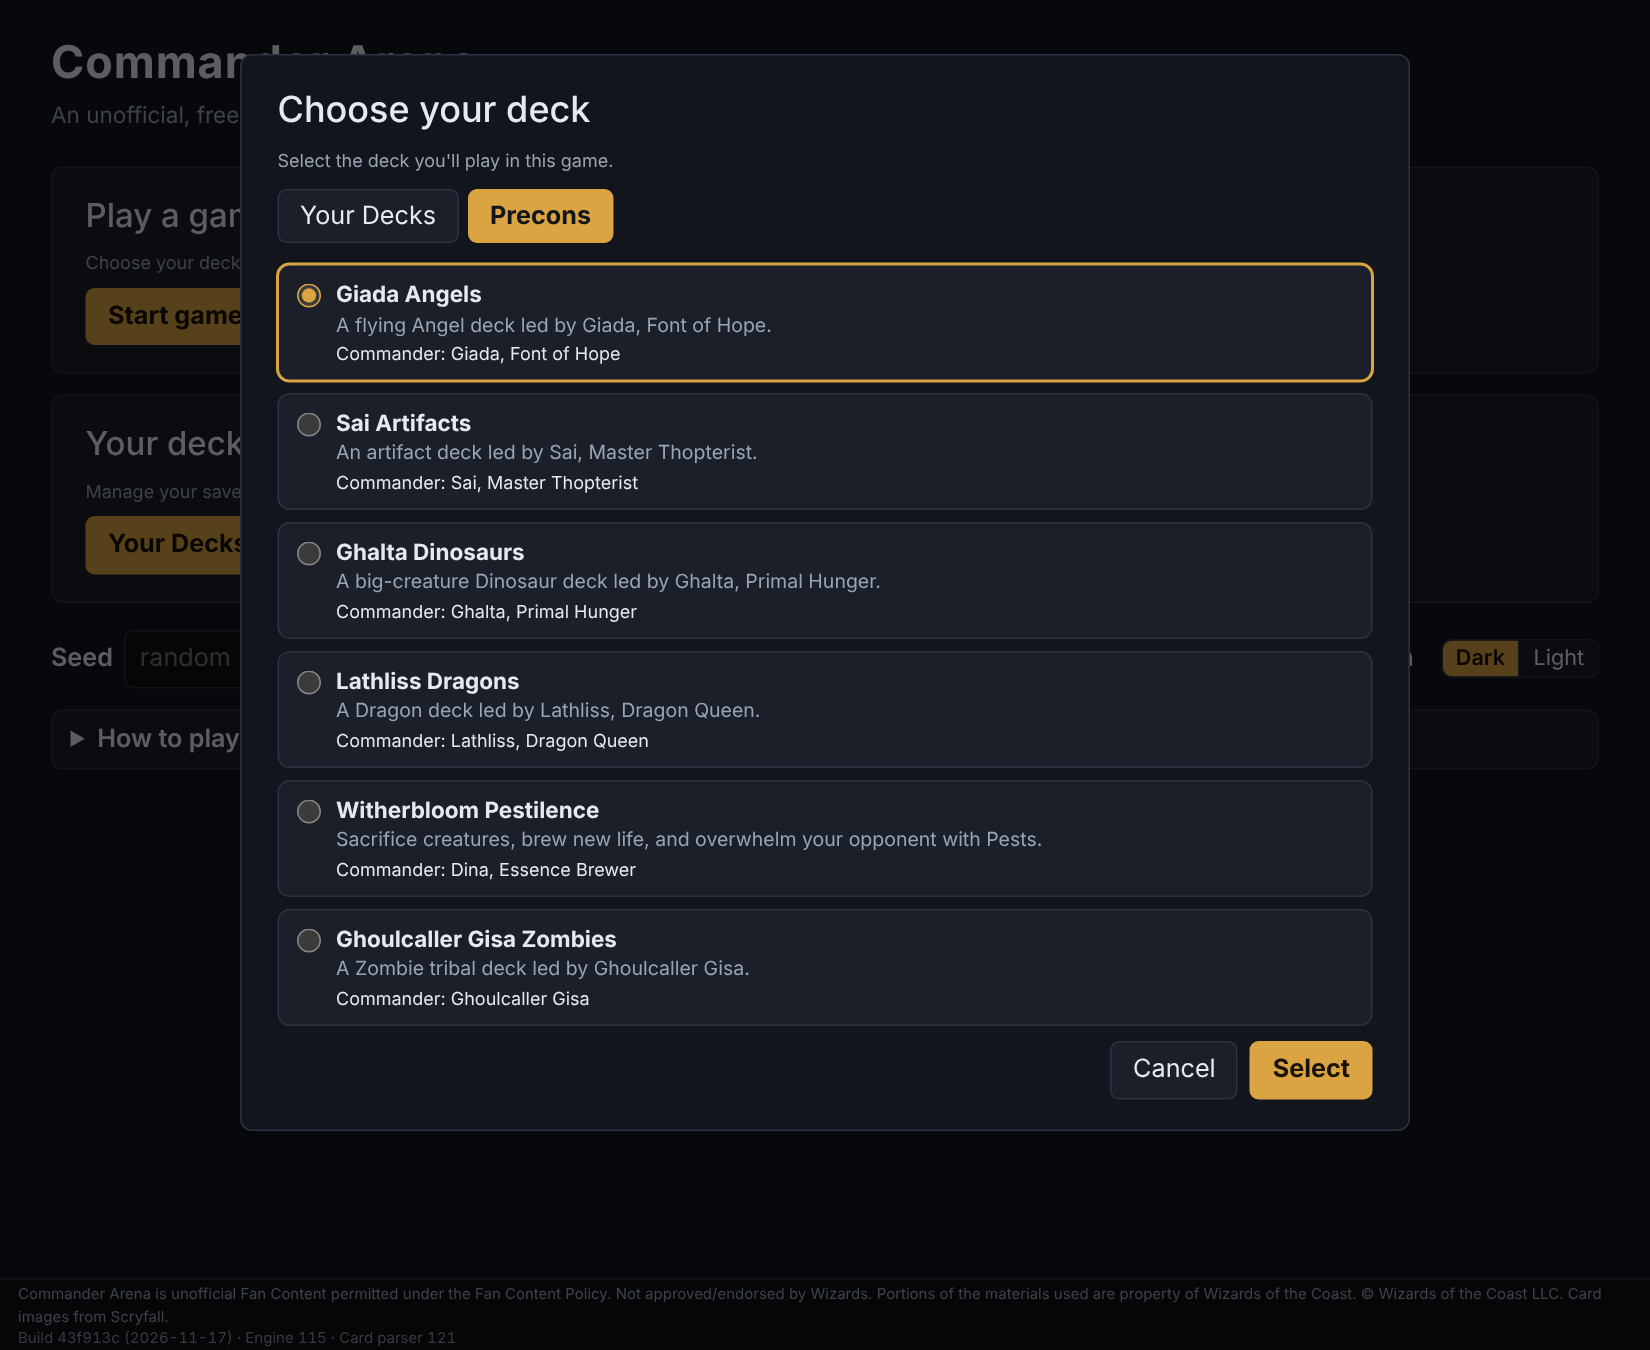 Comman
An unofficial, free
Choose your deck
Select the deck you'll play in this game.
Your Decks Precons
Play a gar
Choose your deck
Start game
Giada Angels
A flying Angel deck led by Giada, Font of Hope.
Commander: Giada, Font of Hope
Sai Artifacts
An artifact deck led by Sai, Master Thopterist.
Commander: Sai, Master Thopterist
Your deck
Manage your save
Your Decks
Ghalta Dinosaurs
A big-creature Dinosaur deck led by Ghalta, Primal Hunger.
Commander: Ghalta, Primal Hunger
Seed random
Dark Light
Lathliss Dragons
A Dragon deck led by Lathliss, Dragon Queen.
Commander: Lathliss, Dragon Queen
How to play
Witherbloom Pestilence
Sacrifice creatures, brew new life, and overwhelm your opponent with Pests.
Commander: Dina, Essence Brewer
Ghoulcaller Gisa Zombies
A Zombie tribal deck led by Ghoulcaller Gisa.
Commander: Ghoulcaller Gisa
Cancel Select
Commander Arena is unofficial Fan Content permitted under the Fan Content Policy. Not approved/endorsed by Wizards. Portions of the materials used are property of Wizards of the Coast. © Wizards of the Coast LLC. Card
images from Scryfall.
Build 43f913c (2026-11-17) · Engine 115 · Card parser 121